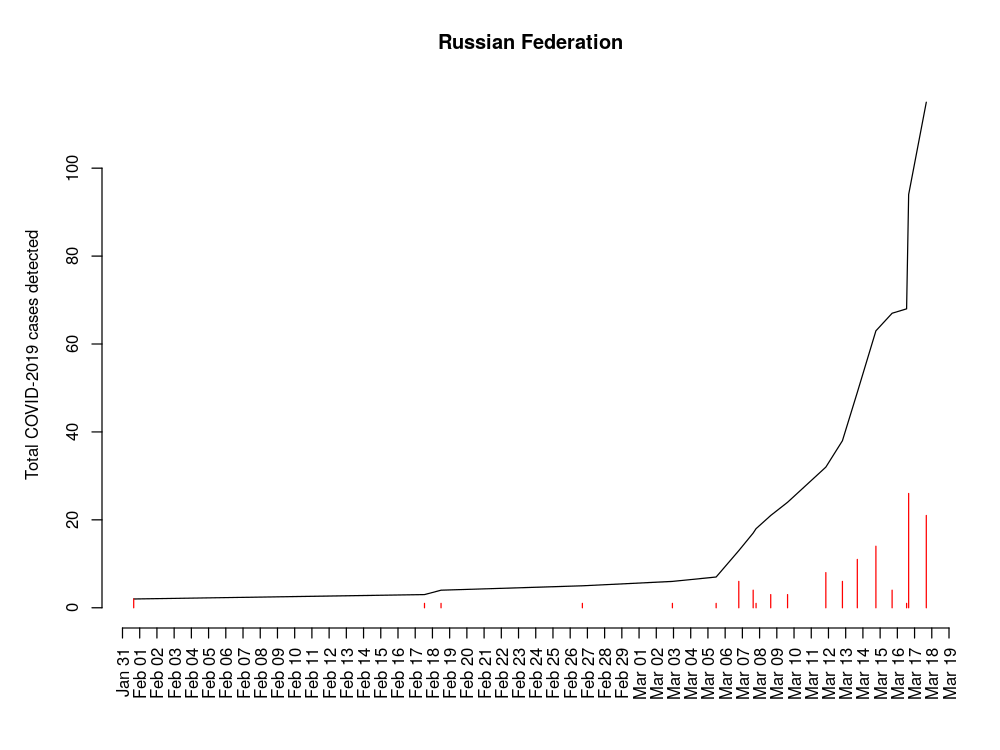 Russian Federation
Total COVID-2019 cases detected
100
80
60
40
20
0
Jan 31
Feb 01
Feb 02
Feb 03
Feb 04
Feb 05
Feb 06
Feb 07
Feb 08
Feb 09
Feb 10
Feb 11
Feb 12
Feb 13
Feb 14
Feb 15
Feb 16
Feb 17
Feb 18
Feb 19
Feb 20
Feb 21
Feb 22
Feb 23
Feb 24
Feb 25
Feb 26
Feb 27
Feb 28
Feb 29
Mar 01
Mar 02
Mar 03
Mar 04
Mar 05
Mar 06
Mar 07
Mar 08
Mar 09
Mar 10
Mar 11
Mar 12
Mar 13
Mar 14
Mar 15
Mar 16
Mar 17
Mar 18
Mar 19